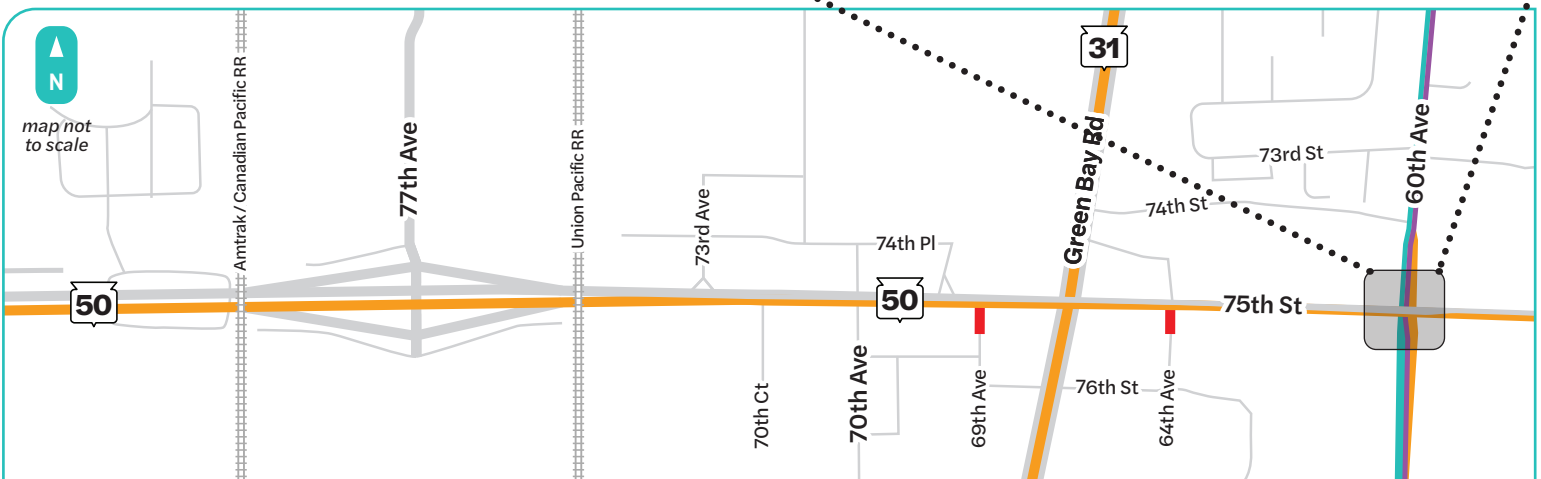 N
map not
to scale
Amtrak / Canadian Pacific RR
77th Ave
Union Pacific RR
31
Green Bay Rd
60th Ave
73rd St
74th St
73rd Ave
74th Pl
50
50
75th St
70th Ct
70th Ave
69th Ave
76th St
64th Ave